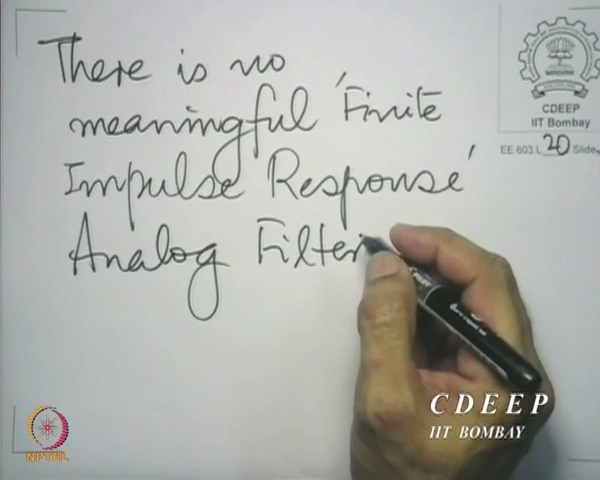 There is no
meaningful 'Finite
Impulse Response'
Analog Filter
CDEEP
IIT Bombay
EE 603 L 20 Slide
CDEEP
IIT BOMBAY
NPTEL